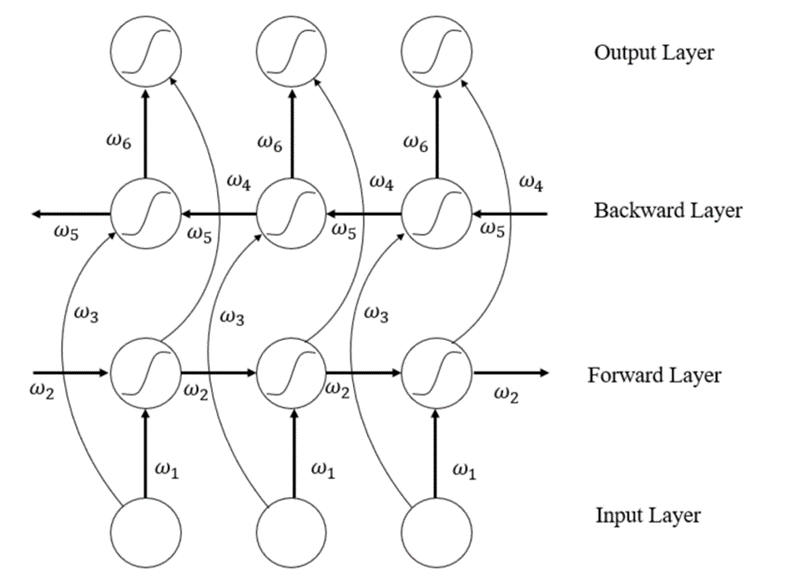 Output Layer
ω6 ω6 ω6
ω4 ω4 ω4
Backward Layer
ω5 ω5 ω5 ω5
ω3 ω3 ω3
Forward Layer
ω2 ω2 ω2 ω2
ω1 ω1 ω1
Input Layer